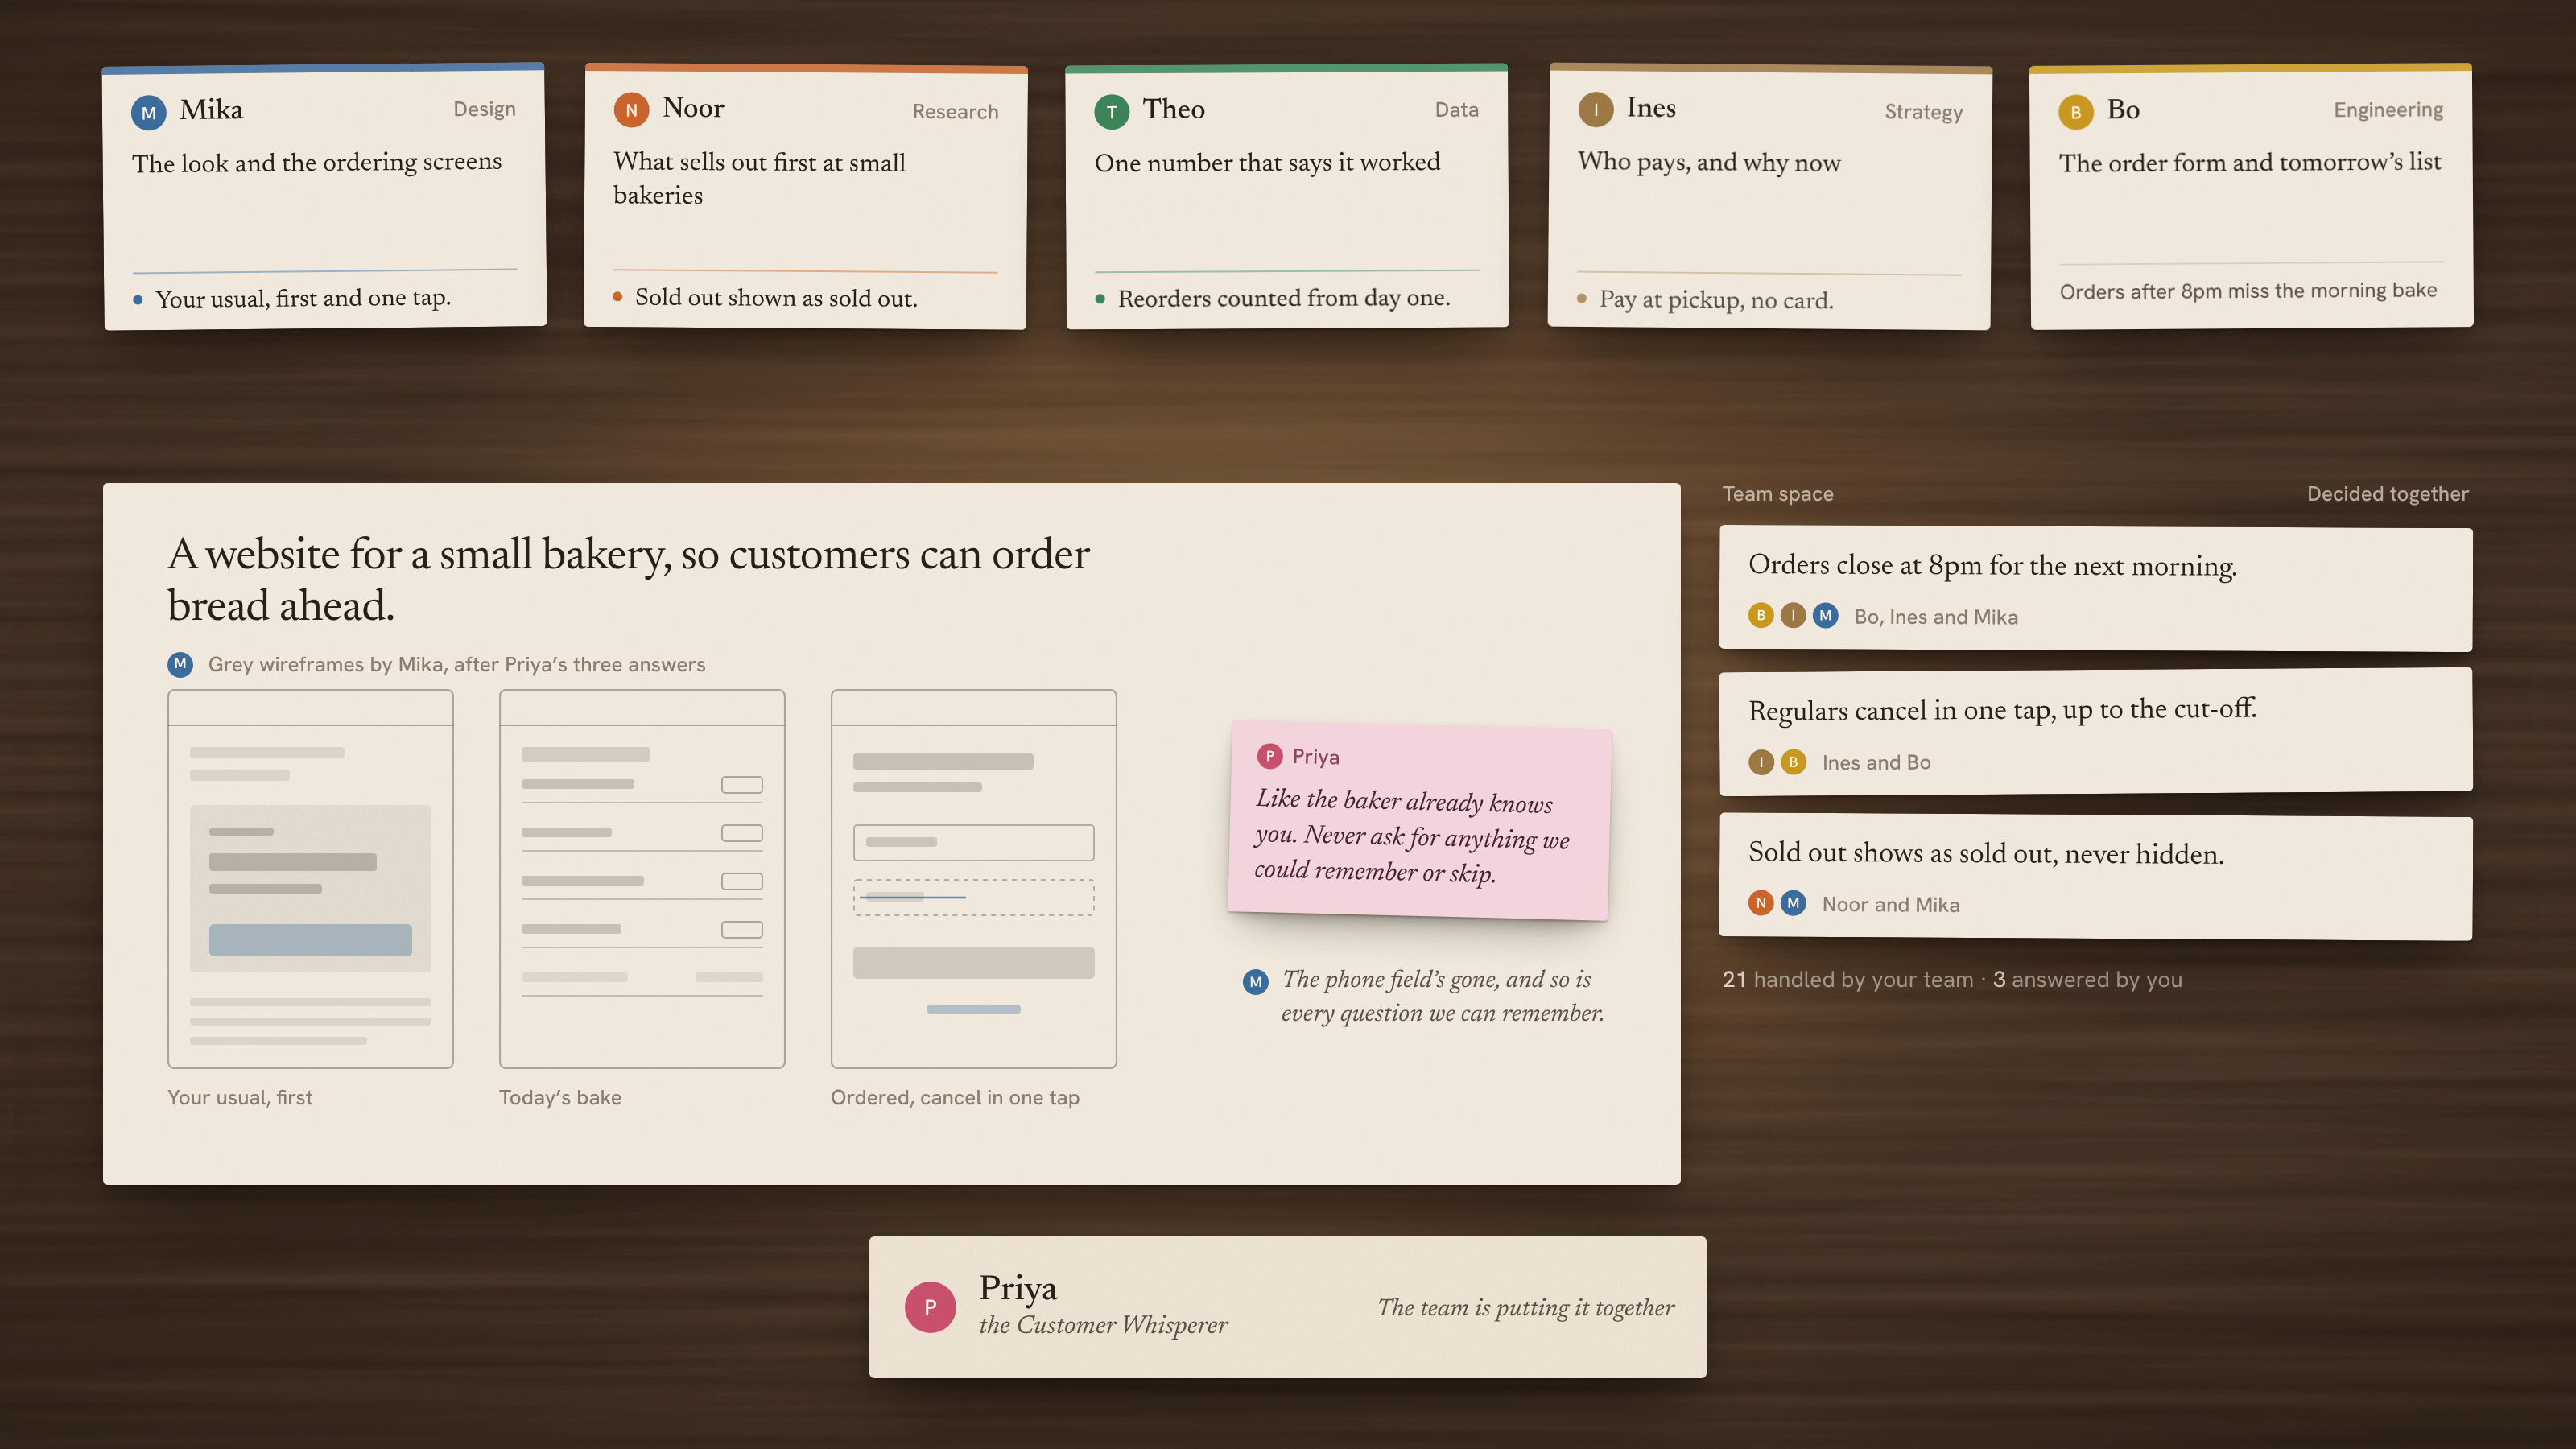 M Mika Design
The look and the ordering screens
Your usual, first and one tap.
N Noor Research
What sells out first at small
bakeries
Sold out shown as sold out.
T Theo Data
One number that says it worked
Reorders counted from day one.
I Ines Strategy
Who pays, and why now
Pay at pickup, no card.
B Bo Engineering
The order form and tomorrow’s list
Orders after 8pm miss the morning bake
A website for a small bakery, so customers can order
bread ahead.
M Grey wireframes by Mika, after Priya’s three answers
Your usual, first
Today’s bake
Ordered, cancel in one tap
P Priya
Like the baker already knows
you. Never ask for anything we
could remember or skip.
M The phone field’s gone, and so is
every question we can remember.
Team space Decided together
Orders close at 8pm for the next morning.
B I M Bo, Ines and Mika
Regulars cancel in one tap, up to the cut-off.
I B Ines and Bo
Sold out shows as sold out, never hidden.
N M Noor and Mika
21 handled by your team · 3 answered by you
P Priya
the Customer Whisperer
The team is putting it together